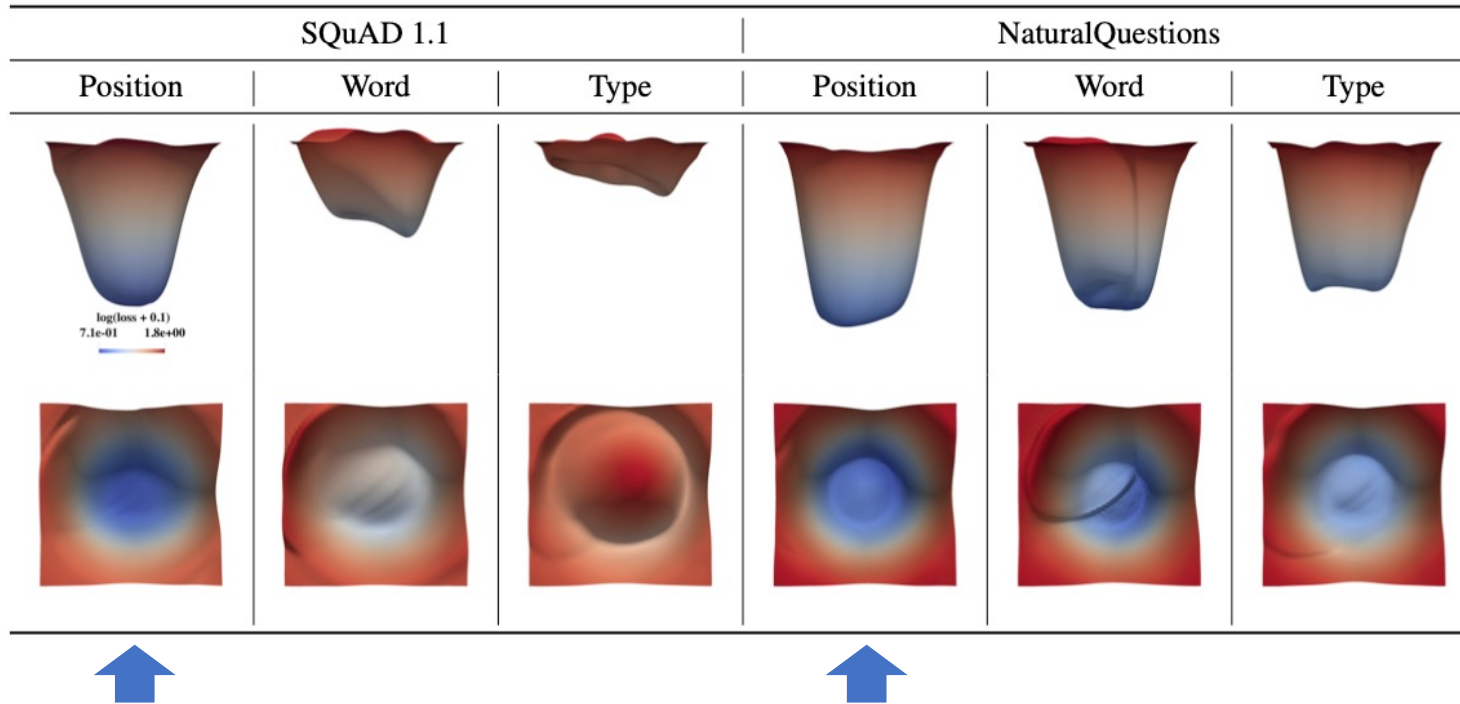 SQuAD 1.1 NaturalQuestions
Position Word Type Position Word Type
log(loss + 0.1)
7.1e-01 1.8e+00